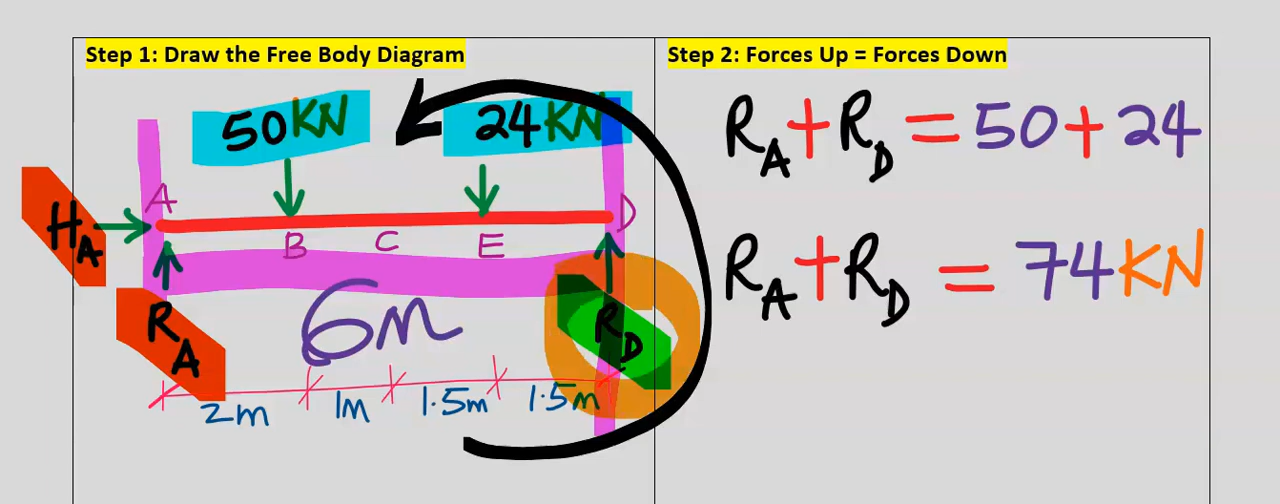 Step 1: Draw the Free Body Diagram
50KN 24KN
A D
HA
B C E
RA 6m RD
2m 1m 1.5m 1.5m
Step 2: Forces Up = Forces Down
RA+RD=50+24
RA+RD=74KN